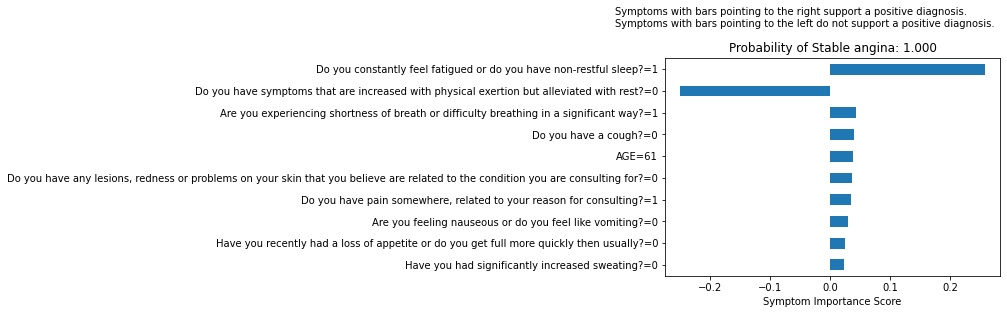 Symptoms with bars pointing to the right support a positive diagnosis.
Symptoms with bars pointing to the left do not support a positive diagnosis.
Probability of Stable angina: 1.000
Do you constantly feel fatigued or do you have non-restful sleep?=1
Do you have symptoms that are increased with physical exertion but alleviated with rest?=0
Are you experiencing shortness of breath or difficulty breathing in a significant way?=1
Do you have a cough?=0
AGE=61
Do you have any lesions, redness or problems on your skin that you believe are related to the condition you are consulting for?=0
Do you have pain somewhere, related to your reason for consulting?=1
Are you feeling nauseous or do you feel like vomiting?=0
Have you recently had a loss of appetite or do you get full more quickly then usually?=0
Have you had significantly increased sweating?=0
−0.2 −0.1 0.0 0.1 0.2
Symptom Importance Score